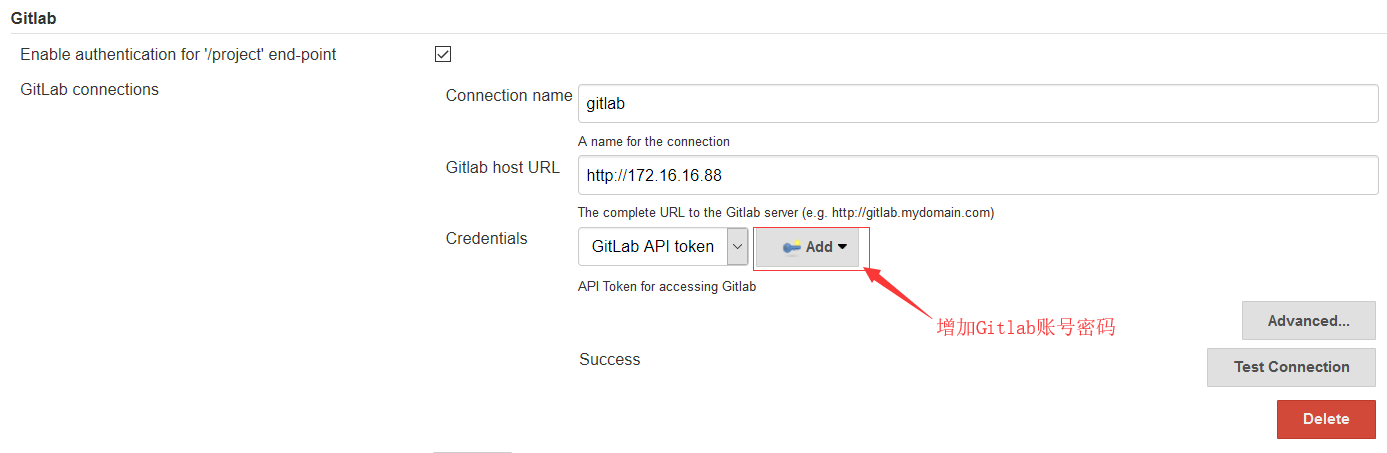 Gitlab
Enable authentication for '/project' end-point
GitLab connections
Connection name
gitlab
A name for the connection
Gitlab host URL
http://172.16.16.88
The complete URL to the Gitlab server (e.g. http://gitlab.mydomain.com)
Credentials
GitLab API token
Add
API Token for accessing Gitlab
增加Gitlab账号密码
Advanced...
Success
Test Connection
Delete